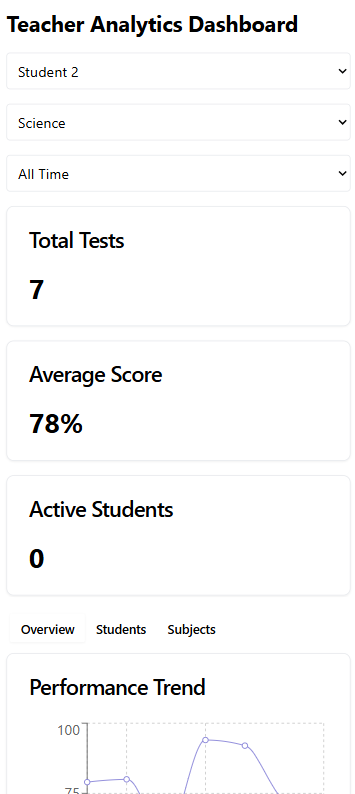 Teacher Analytics Dashboard
Student 2
Science
All Time
Total Tests
7
Average Score
78%
Active Students
0
Overview Students Subjects
Performance Trend
100
75